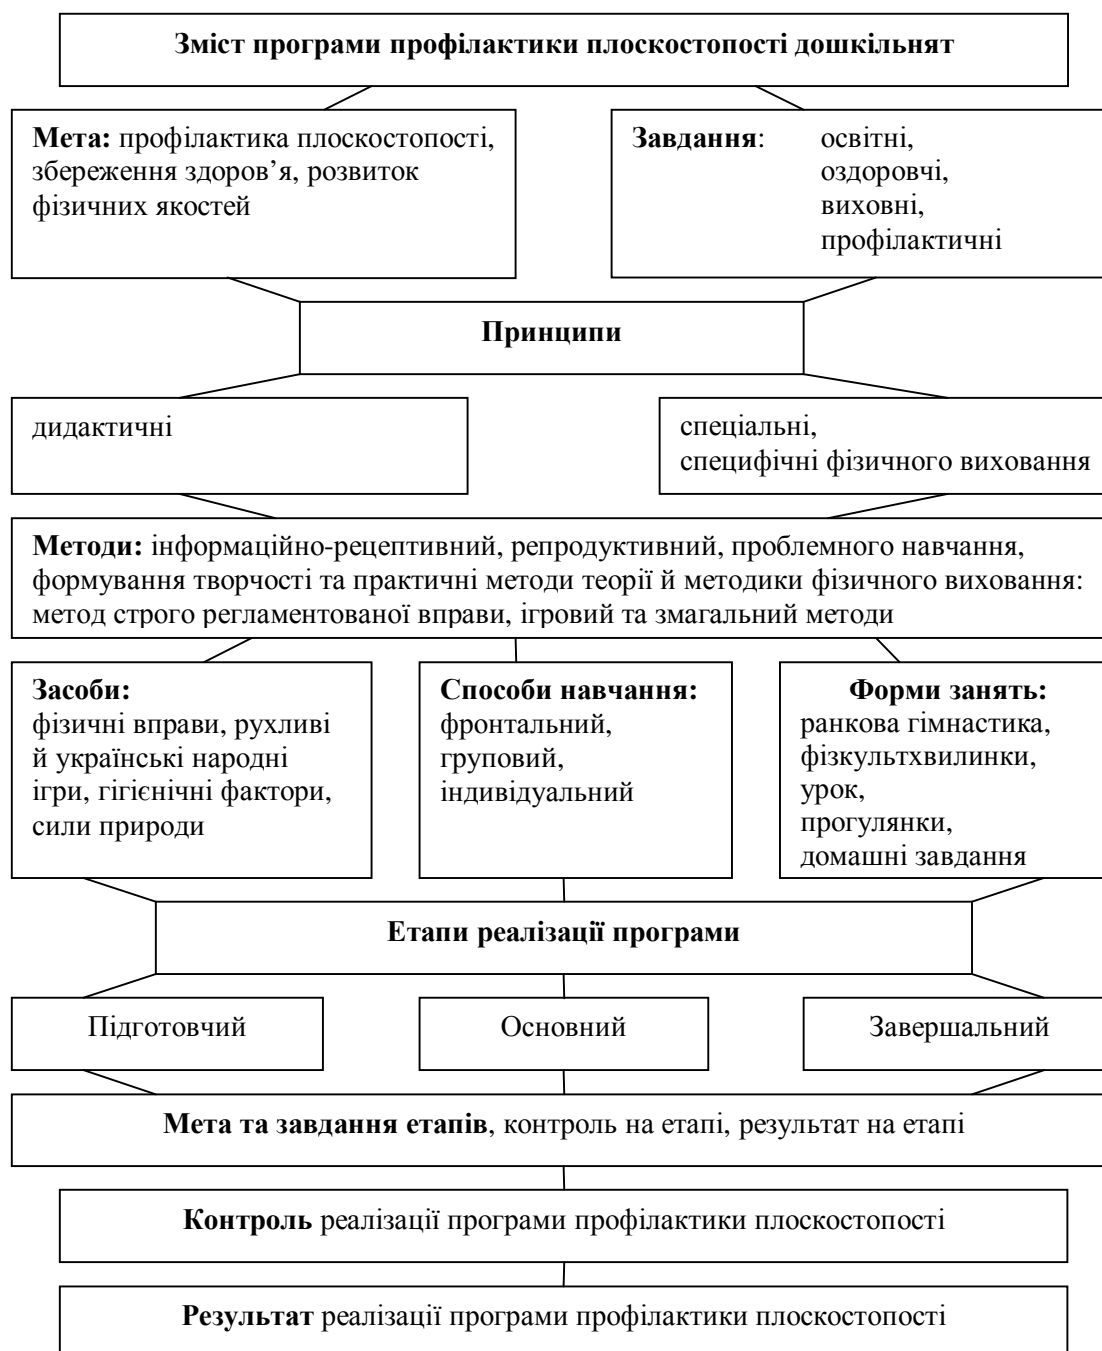 Зміст програми профілактики плоскостопості дошкільнят
Мета: профілактика плоскостопості,
збереження здоров’я, розвиток
фізичних якостей
Завдання: освітні,
оздоровчі,
виховні,
профілактичні
Принципи
дидактичні
спеціальні,
специфічні фізичного виховання
Методи: інформаційно-рецептивний, репродуктивний, проблемного навчання,
формування творчості та практичні методи теорії й методики фізичного виховання:
метод строго регламентованої вправи, ігровий та змагальний методи
Засоби:
фізичні вправи, рухливі
й українські народні
ігри, гігієнічні фактори,
сили природи
Способи навчання:
фронтальний,
груповий,
індивідуальний
Форми занять:
ранкова гімнастика,
фізкультхвилинки,
урок,
прогулянки,
домашні завдання
Етапи реалізації програми
Підготовчий
Основний
Завершальний
Мета та завдання етапів, контроль на етапі, результат на етапі
Контроль реалізації програми профілактики плоскостопості
Результат реалізації програми профілактики плоскостопості